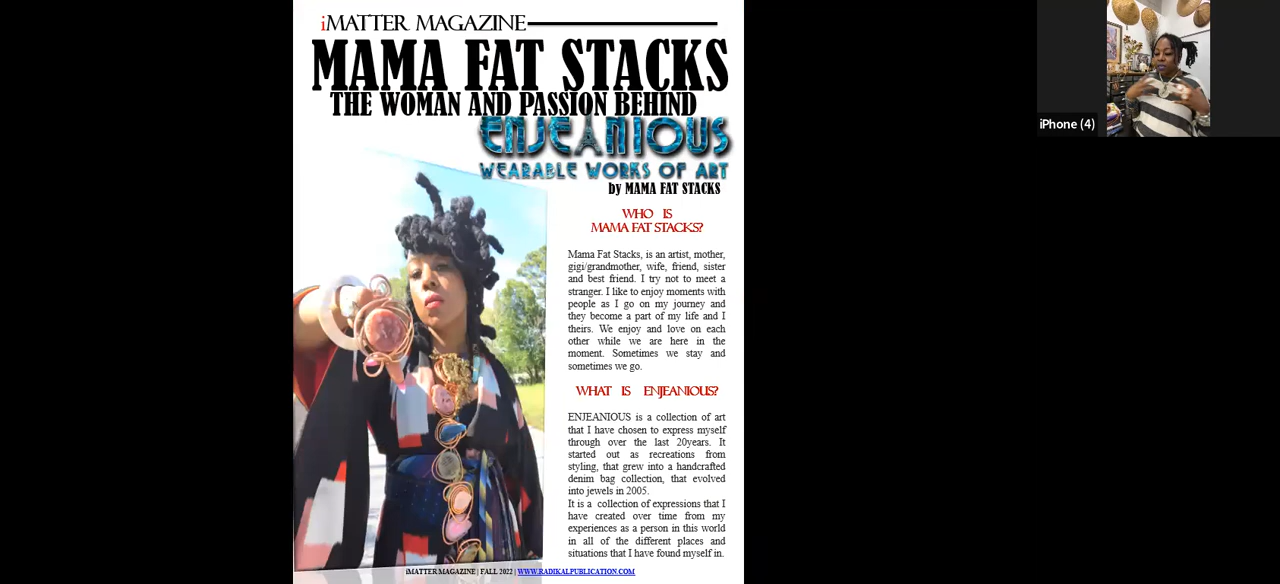 iMATTER MAGAZINE
MAMA FAT STACKS
THE WOMAN AND PASSION BEHIND
ENJEANIOUS
WEARABLE WORKS OF ART
by MAMA FAT STACKS
WHO IS
MAMA FAT STACKS?
Mama Fat Stacks, is an artist, mother,
gigi/grandmother, wife, friend, sister
and best friend. I try not to meet a
stranger. I like to enjoy moments with
people as I go on my journey and
they become a part of my life and I
theirs. We enjoy and love on each
other while we are here in the
moment. Sometimes we stay and
sometimes we go.
WHAT IS ENJEANIOUS?
ENJEANIOUS is a collection of art
that I have chosen to express myself
through over the last 20years. It
started out as recreations from
styling, that grew into a handcrafted
denim bag collection, that evolved
into jewels in 2005.
It is a collection of expressions that I
have created over time from my
experiences as a person in this world
in all of the different places and
situations that I have found myself in.
iMATTER MAGAZINE | FALL 2022 | WWW.RADIKALPUBLICATION.COM
iPhone (4)